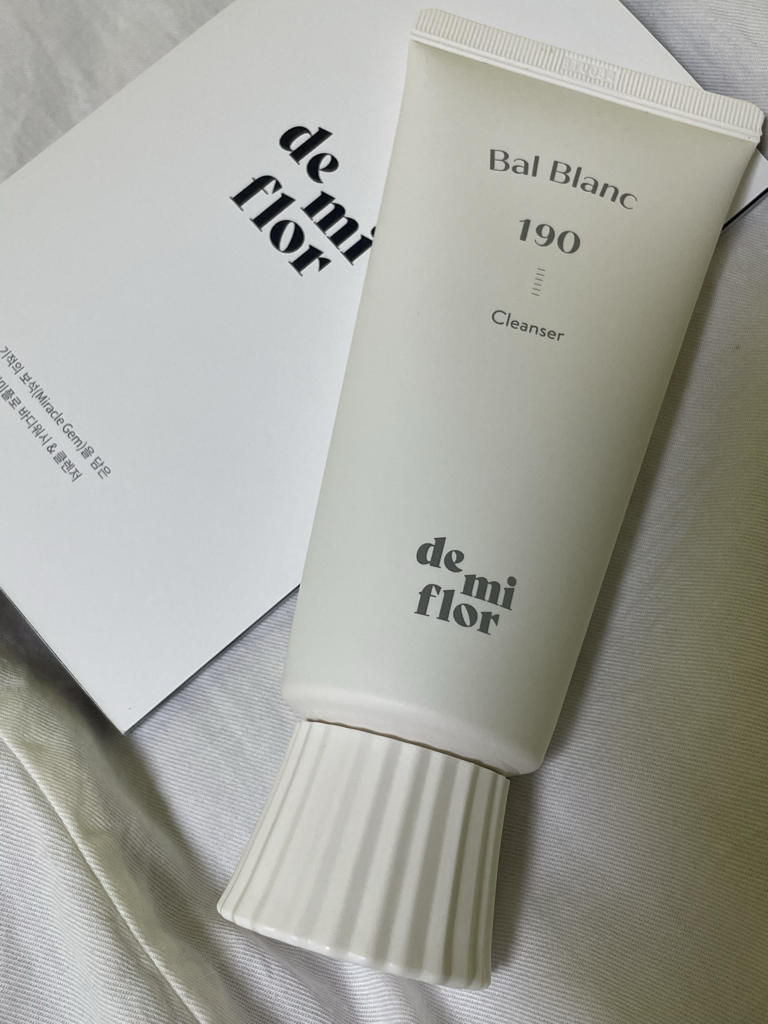 de
mi
flor
기적의 보석(Miracle Gem)을 담은
미플로 바디워시 & 클렌저
Bal Blanc
190
Cleanser
de
mi
flor